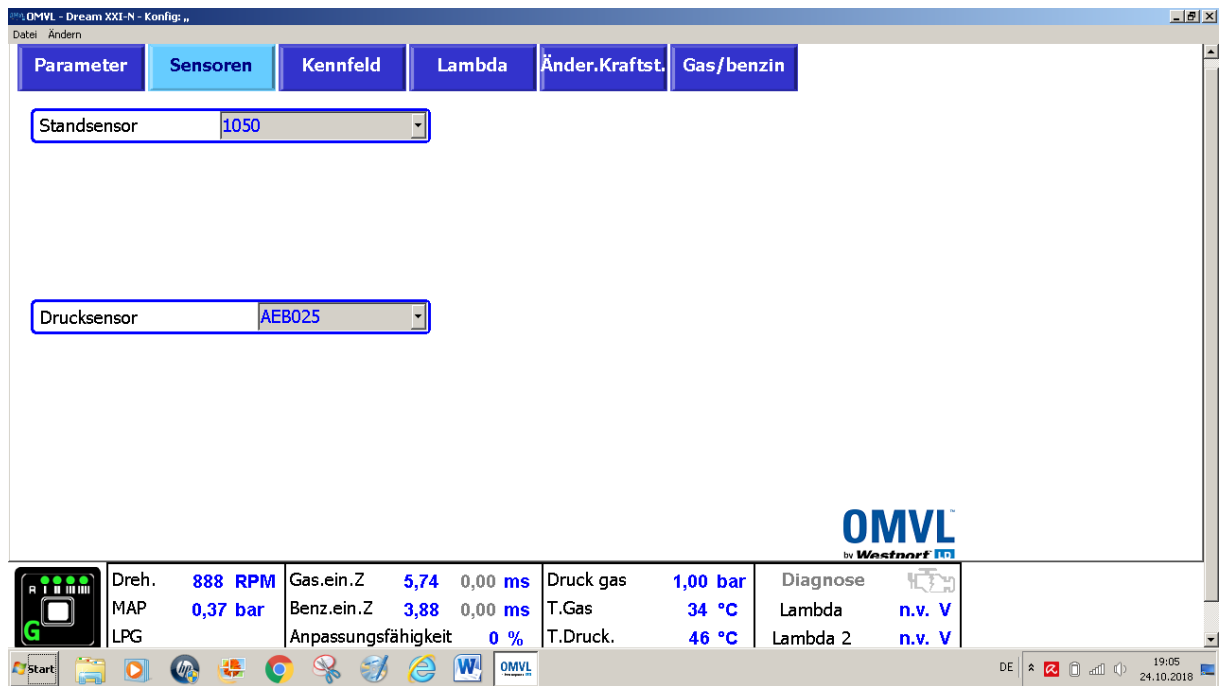 OMVL - Dream XXI-N - Konfig: „
Datei Ändern
Parameter Sensoren Kennfeld Lambda Änder.Kraftst. Gas/benzin
Standsensor 1050
Drucksensor AEB025
OMVL
by Westport LD
Dreh. 888 RPM Gas.ein.Z 5,74 0,00 ms Druck gas 1,00 bar Diagnose
MAP 0,37 bar Benz.ein.Z 3,88 0,00 ms T.Gas 34 °C Lambda n.v. V
G LPG Anpassungsfähigkeit 0 % T.Druck. 46 °C Lambda 2 n.v. V
Start OMVL DE 19:05
24.10.2018